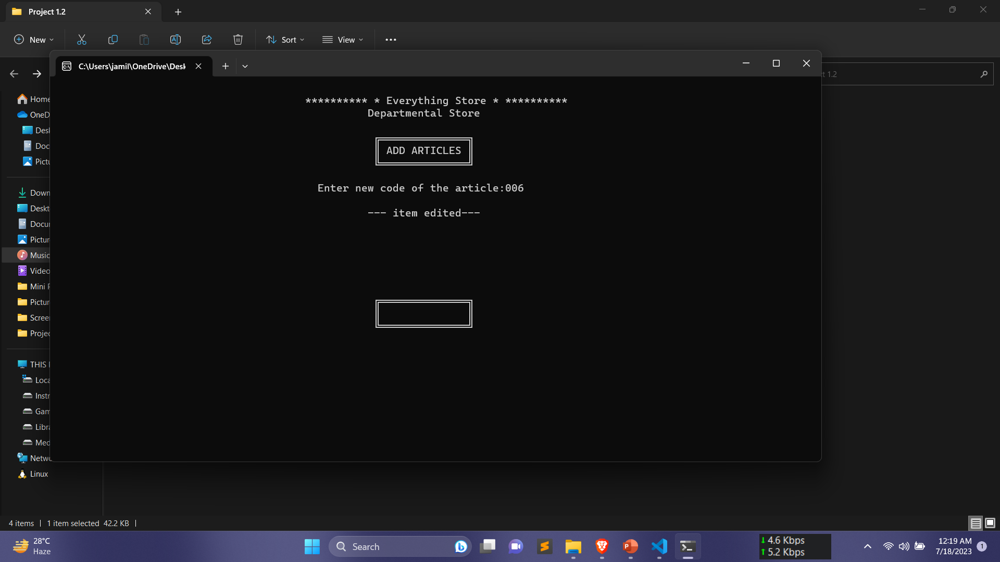 Project 1.2
New
Sort
View
C:\Users\jamil\OneDrive\Desk
1.2
Home
OneD
Desk
Doc
Pictu
Down
Deskt
Docu
Pictur
Music
Video
Mini P
Pictur
Scree
Projec
THIS
Loca
Instr
Gam
Libra
Med
Netwo
Linux
********** * Everything Store * **********
Departmental Store
ADD ARTICLES
Enter new code of the article:006
--- item edited---
4 items
1 item selected 42.2 KB
28°C
Haze
Search
4.6 Kbps
5.2 Kbps
12:19 AM
7/18/2023
1